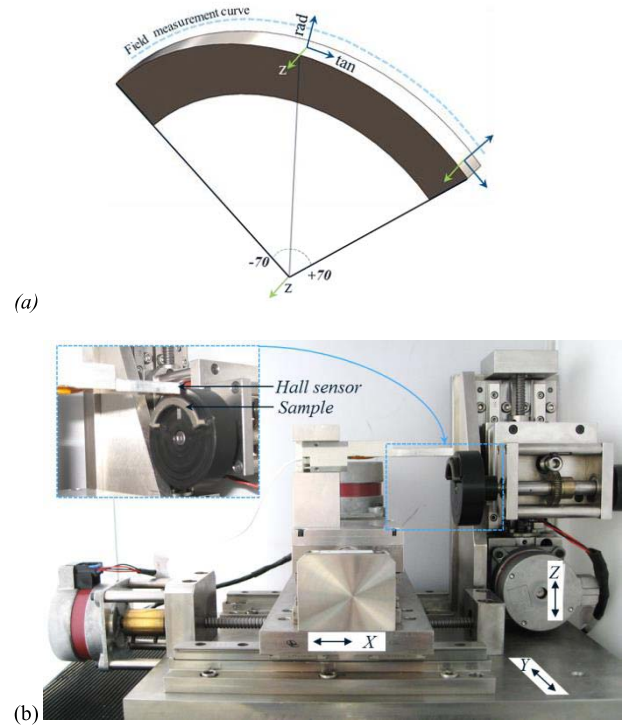 Field measurement curve
rad
tan
z
-70
+70
z
(a)
Hall sensor
Sample
Z
X
Y
(b)